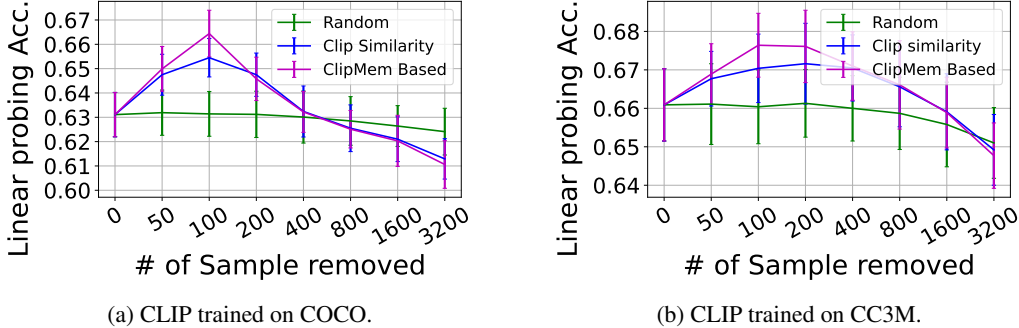 0.67
0.66
0.65
0.64
0.63
0.62
0.61
0.60
Linear probing Acc.
Random
Clip Similarity
ClipMem Based
0 50 100 200 400 800 1600 3200
# of Sample removed
(a) CLIP trained on COCO.
0.68
0.67
0.66
0.65
0.64
Linear probing Acc.
Random
Clip similarity
ClipMem Based
0 50 100 200 400 800 1600 3200
# of Sample removed
(b) CLIP trained on CC3M.